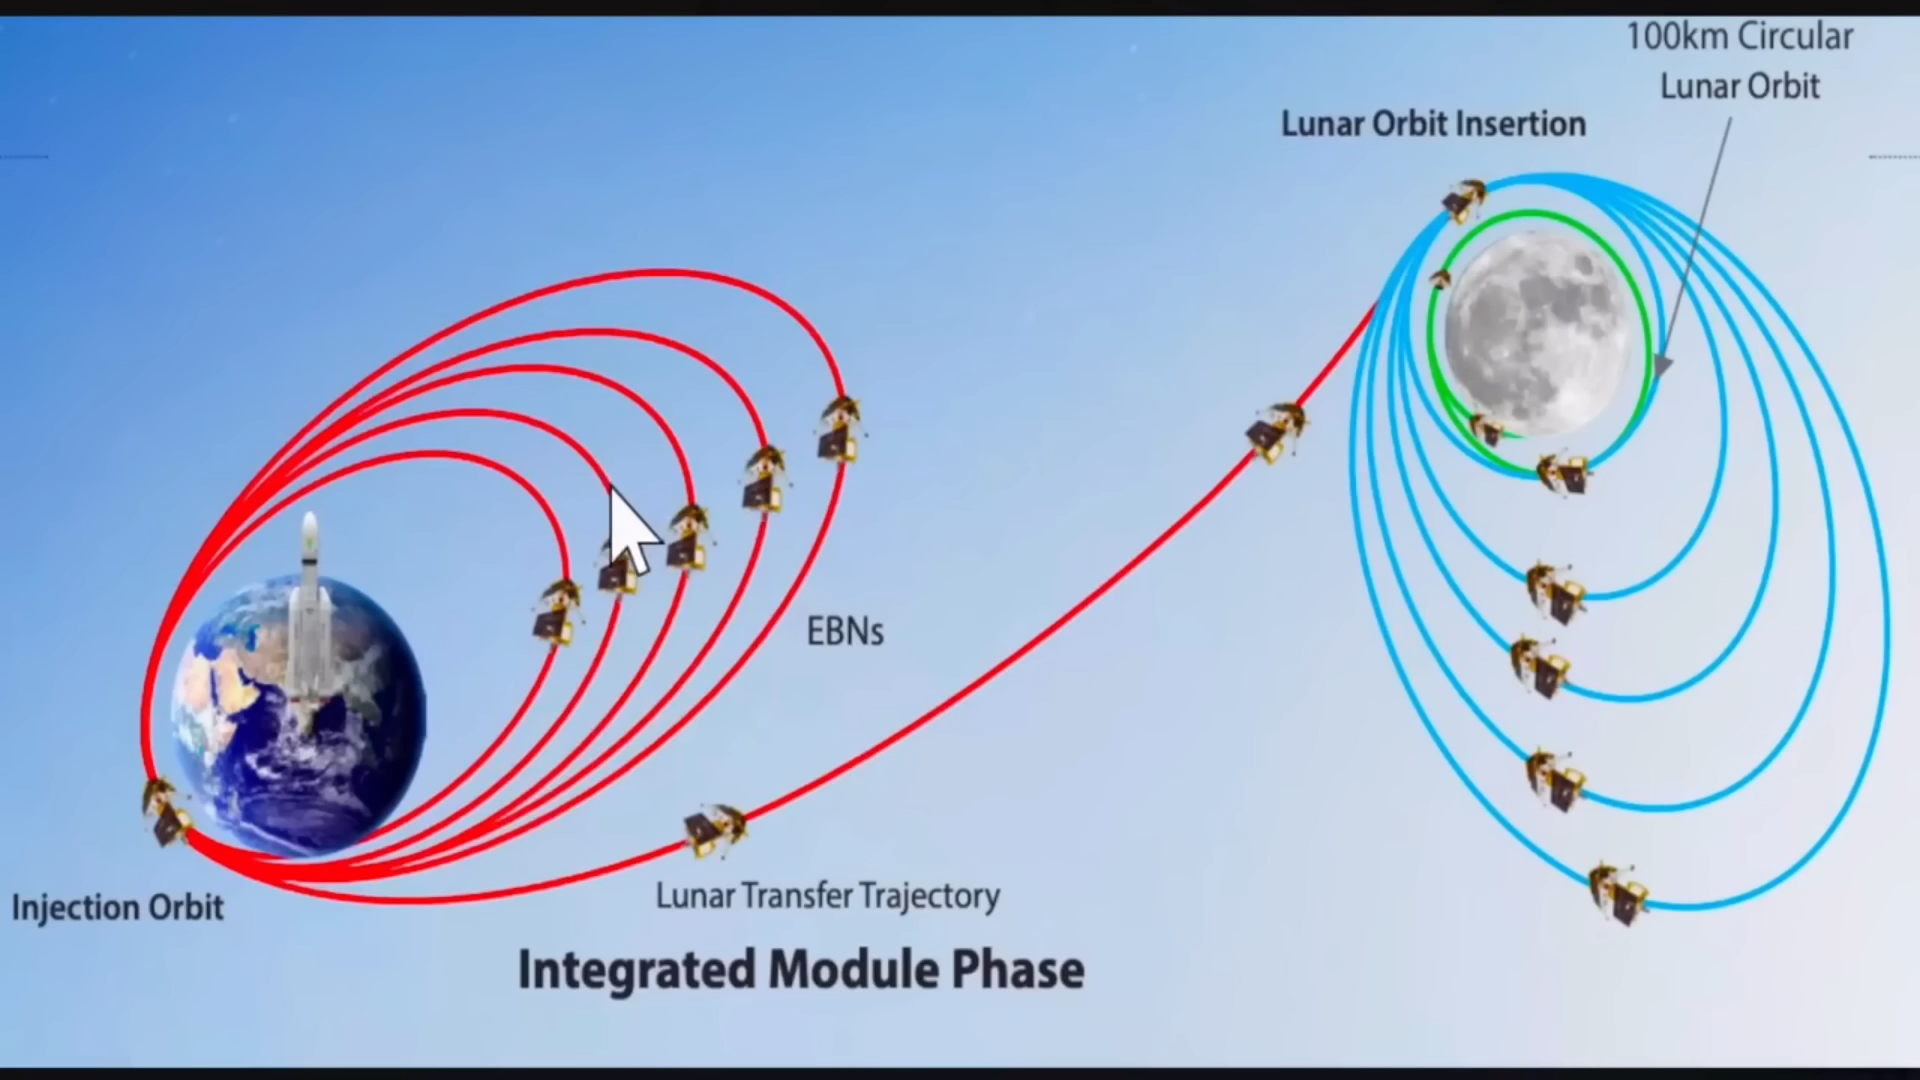 100km Circular
Lunar Orbit
Lunar Orbit Insertion
EBNs
Injection Orbit
Lunar Transfer Trajectory
Integrated Module Phase